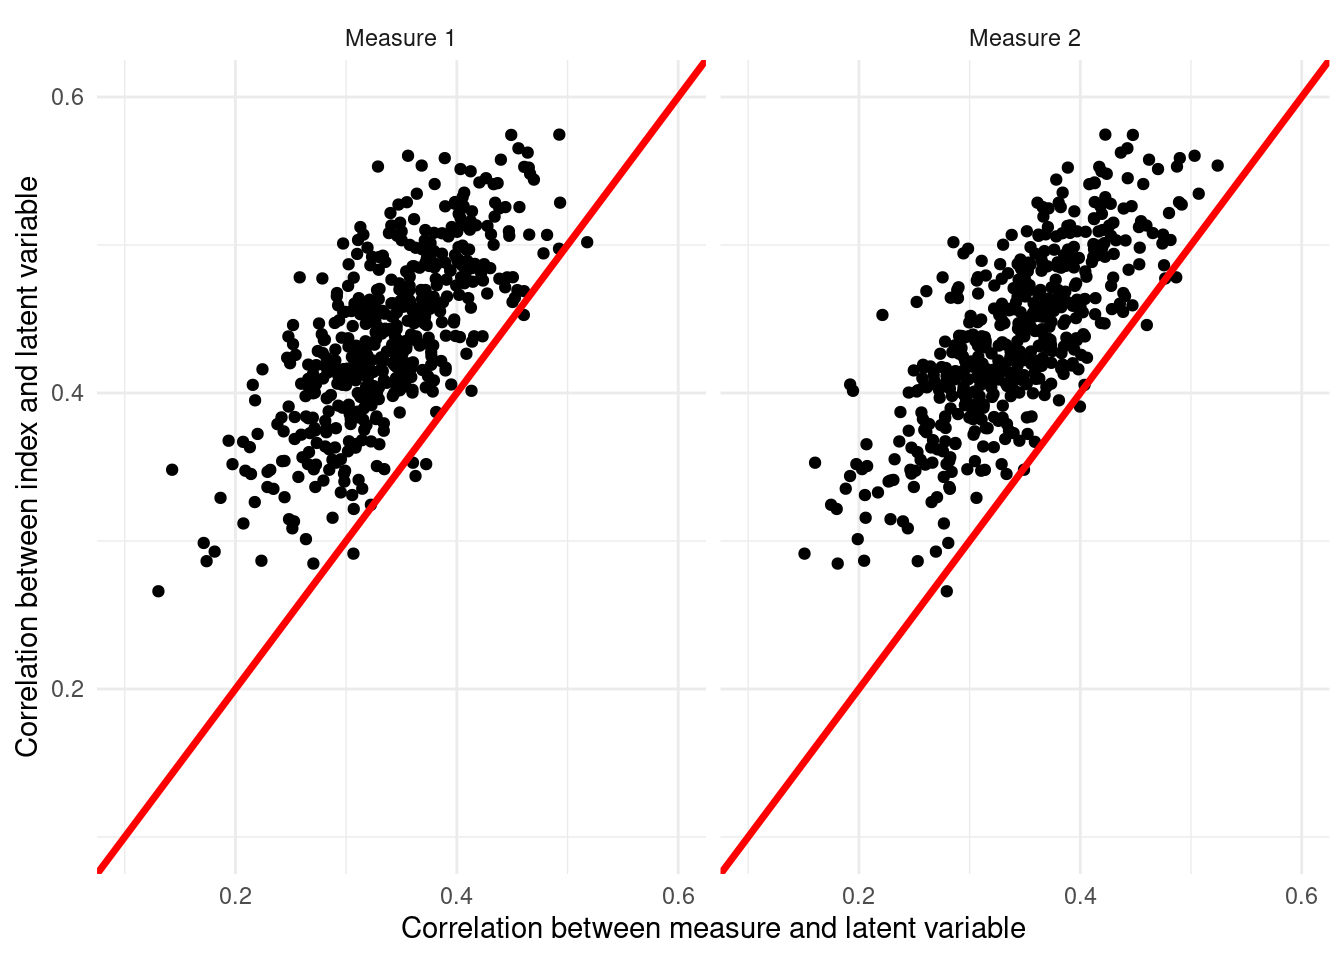 Measure 1
Measure 2
Correlation between index and latent variable
0.6
0.4
0.2
0.2
0.4
0.6
0.2
0.4
0.6
Correlation between measure and latent variable